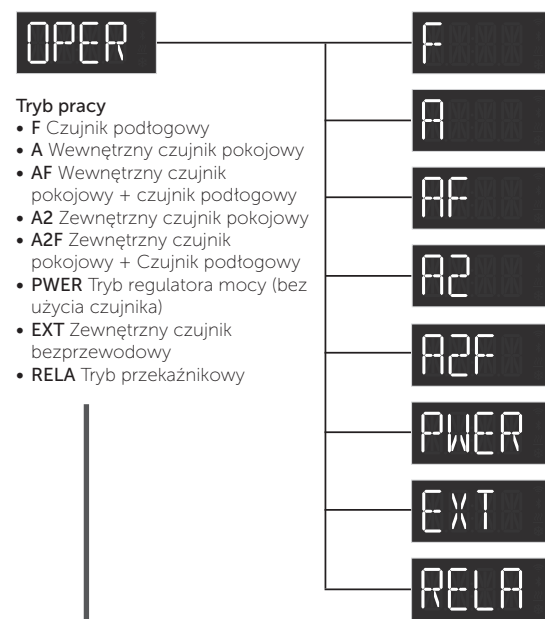 OPER
Tryb pracy
• F Czujnik podłogowy
• A Wewnętrzny czujnik pokojowy
• AF Wewnętrzny czujnik
pokojowy + czujnik podłogowy
• A2 Zewnętrzny czujnik pokojowy
• A2F Zewnętrzny czujnik
pokojowy + Czujnik podłogowy
• PWER Tryb regulatora mocy (bez
użycia czujnika)
• EXT Zewnętrzny czujnik
bezprzewodowy
• RELA Tryb przekaźnikowy
F
A
AF
A2
A2F
PWER
EXT
RELA